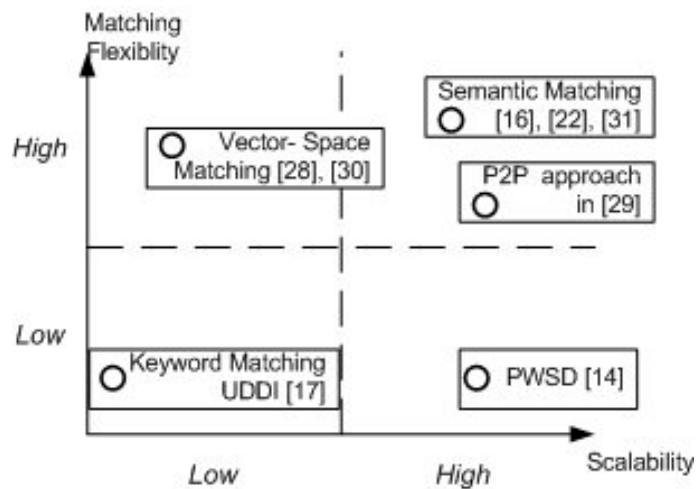 Matching
Flexiblity
High
Vector- Space
Matching [28], [30]
Semantic Matching
[16], [22], [31]
P2P approach
in [29]
Low
Keyword Matching
UDDI [17]
PWSD [14]
Low
High
Scalability